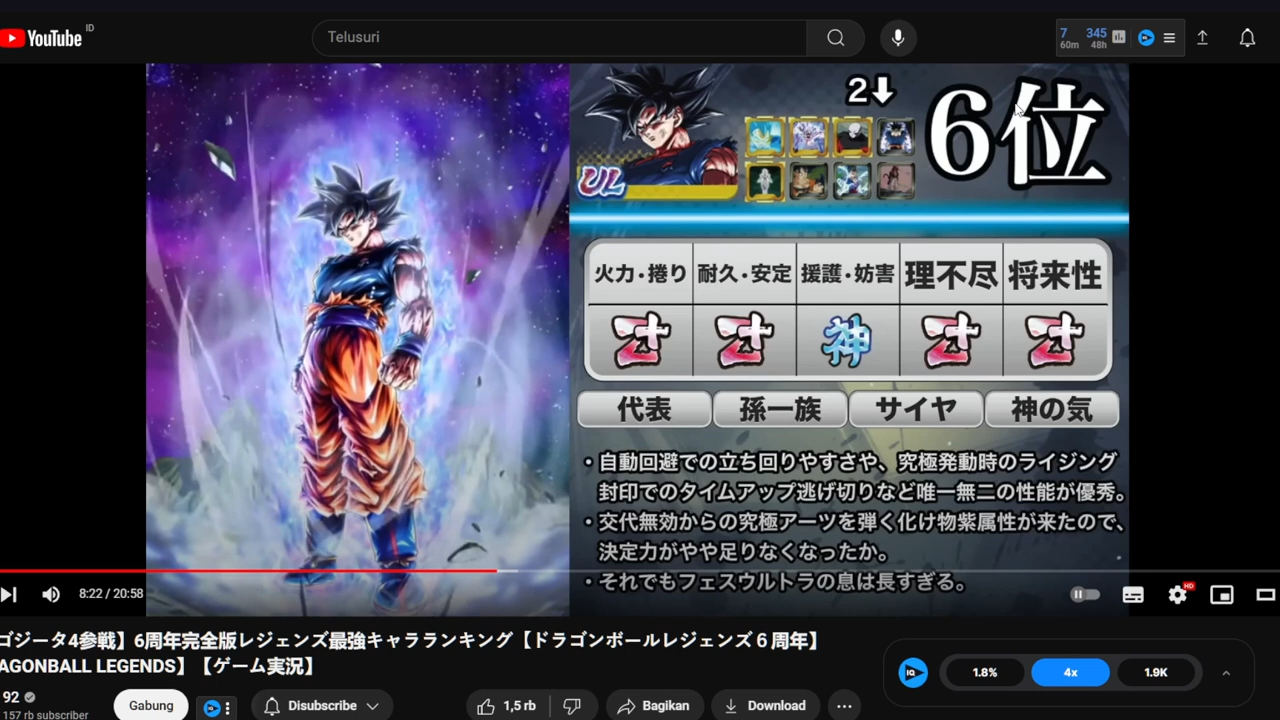 YouTube ID
Telusuri
7 345
60m 48h
2⬇
6位
UL
火力・捲り 耐久・安定 援護・妨害 理不尽 将来性
才 才 神 才 才
代表 孫一族 サイヤ 神の気
・自動回避での立ち回りやすさや、究極発動時のライジング
封印でのタイムアップ逃げ切りなど唯一無二の性能が優秀。
・交代無効からの究極アーツを弾く化け物紫属性が来たので、
決定力がやや足りなくなったか。
・それでもフェスウルトラの息は長すぎる。
8:22 / 20:58
HD
ゴジータ4参戦】6周年完全版レジェンズ最強キャラランキング【ドラゴンボールレジェンズ6周年】
AGONBALL LEGENDS】【ゲーム実況】
IQ 1.8% 4x 1.9K
92
157 rb subscriber
Gabung
IQ
Disubscribe
1,5 rb
Bagikan
Download